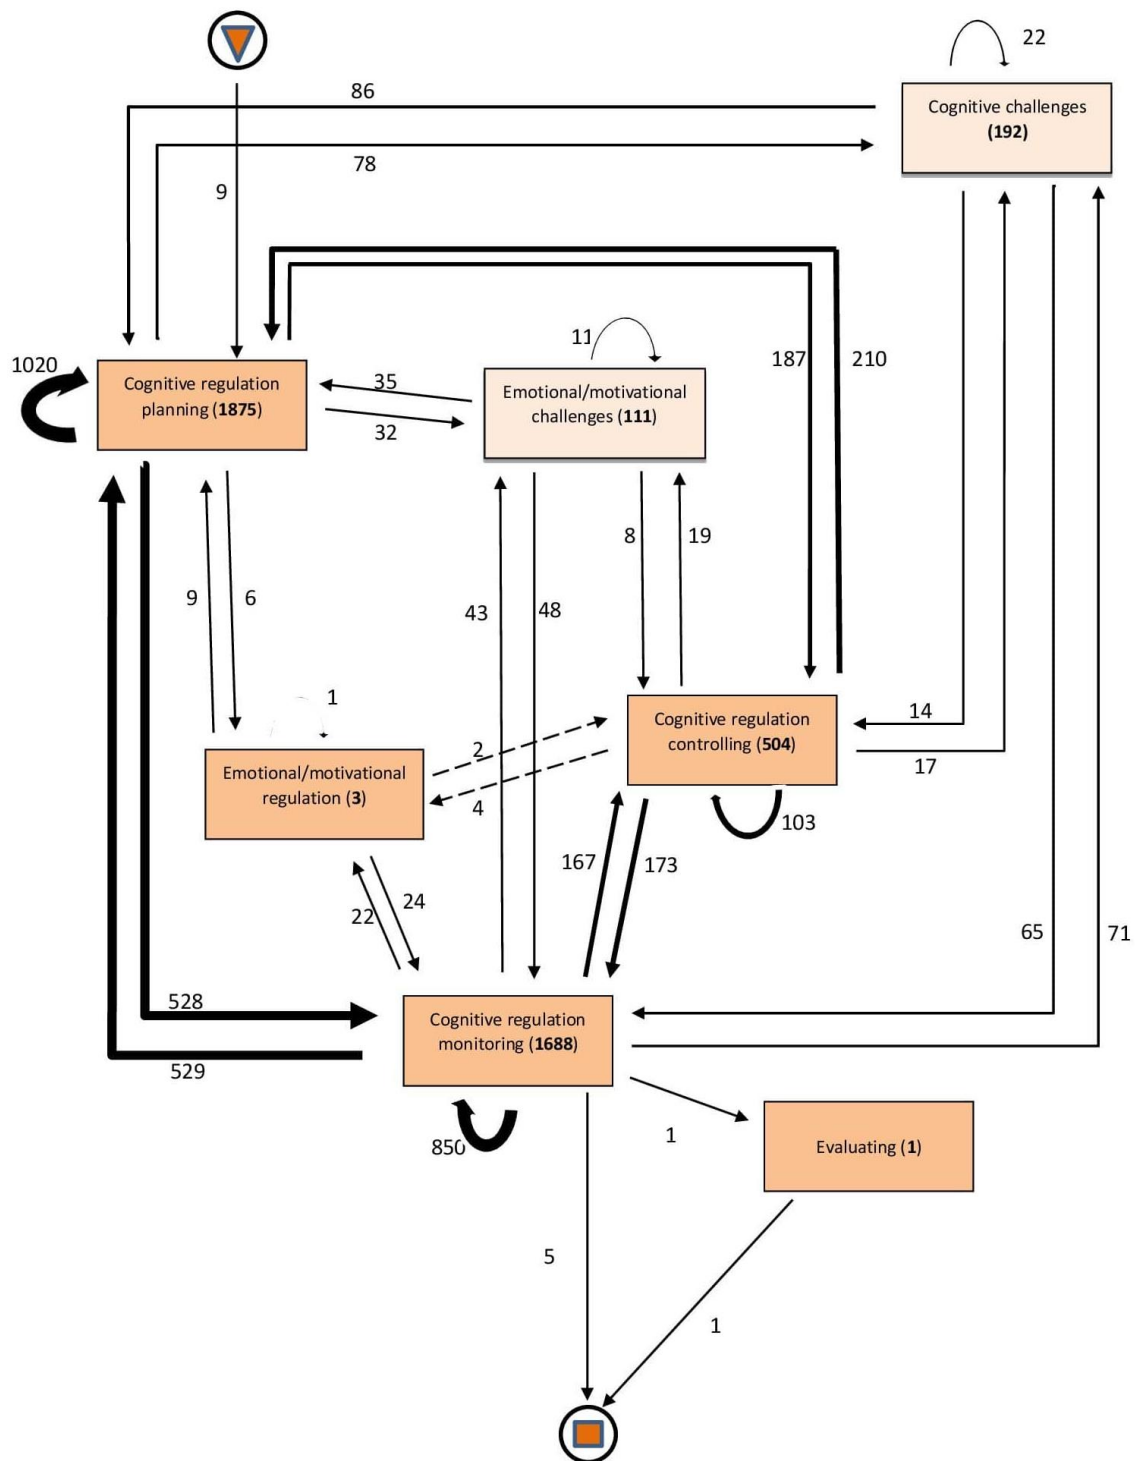 22
86
Cognitive challenges
(192)
78
9
187
210
11
1020
Cognitive regulation
planning (1875)
35
32
Emotional/motivational
challenges (111)
8
19
9
6
43
48
1
Cognitive regulation
controlling (504)
14
17
2
4
Emotional/motivational
regulation (3)
103
167
173
22
24
65
71
528
529
Cognitive regulation
monitoring (1688)
850
1
Evaluating (1)
5
1